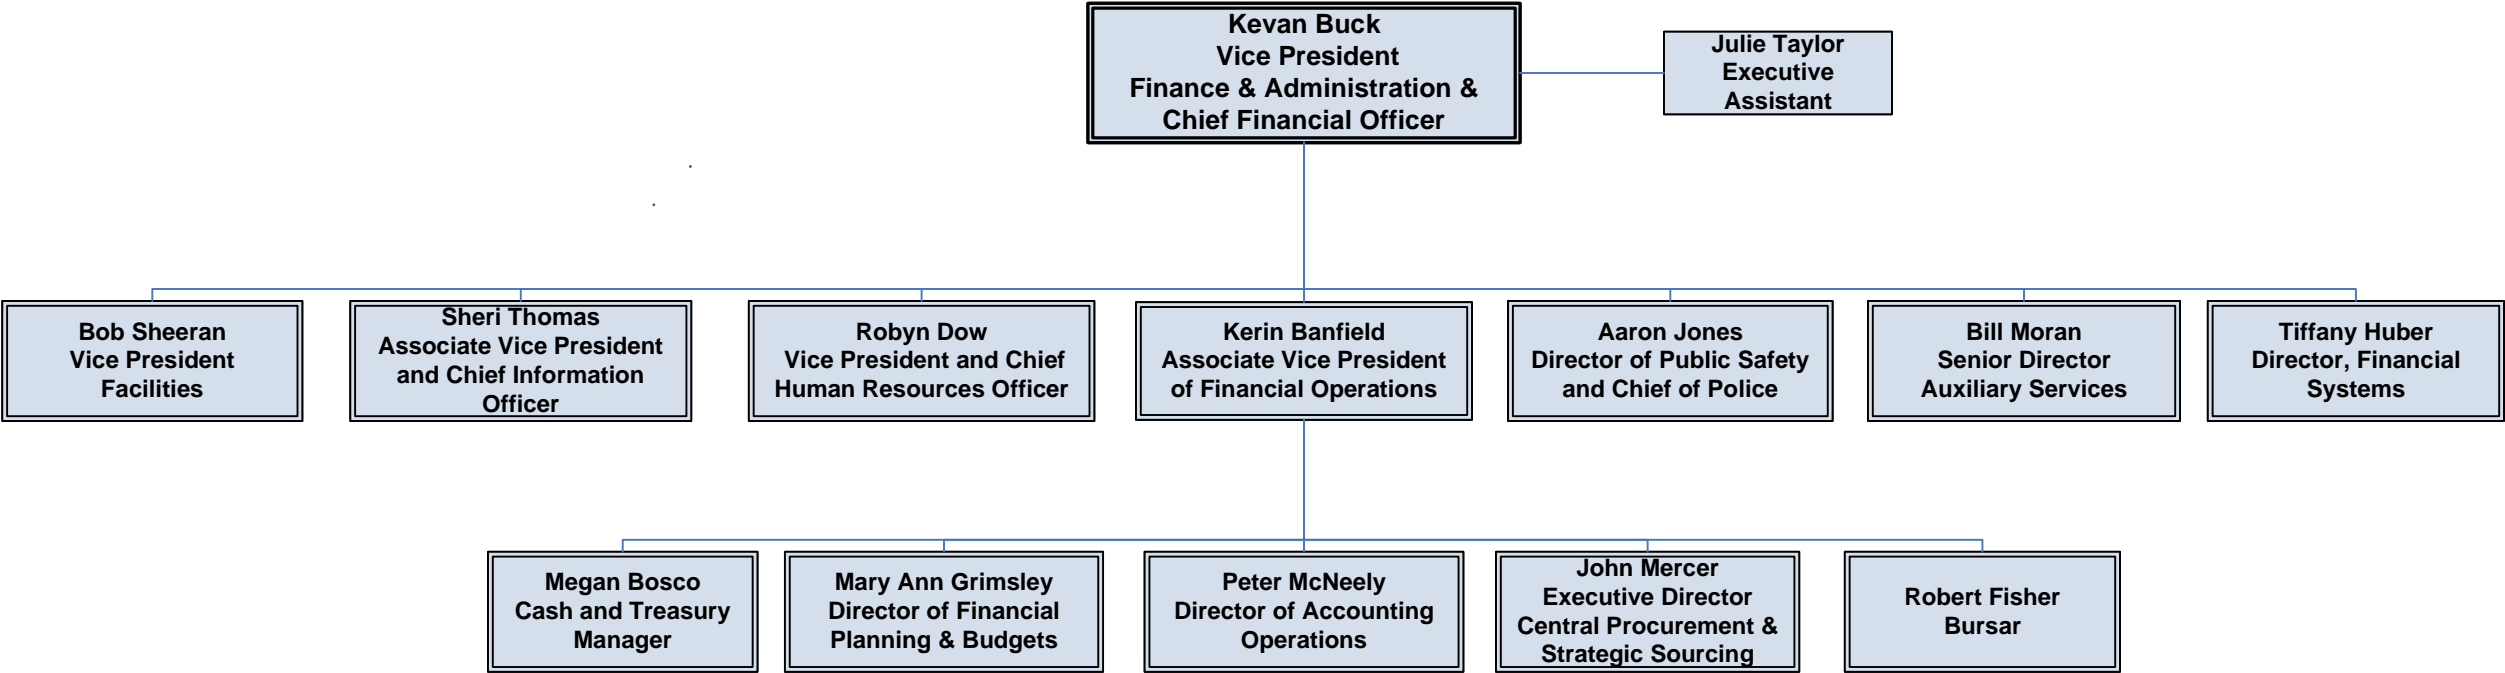 Kevan Buck
Vice President
Finance & Administration &
Chief Financial Officer
Julie Taylor
Executive
Assistant
Bob Sheeran
Vice President
Facilities
Sheri Thomas
Associate Vice President
and Chief Information
Officer
Robyn Dow
Vice President and Chief
Human Resources Officer
Kerin Banfield
Associate Vice President
of Financial Operations
Aaron Jones
Director of Public Safety
and Chief of Police
Bill Moran
Senior Director
Auxiliary Services
Tiffany Huber
Director, Financial
Systems
Megan Bosco
Cash and Treasury
Manager
Mary Ann Grimsley
Director of Financial
Planning & Budgets
Peter McNeely
Director of Accounting
Operations
John Mercer
Executive Director
Central Procurement &
Strategic Sourcing
Robert Fisher
Bursar